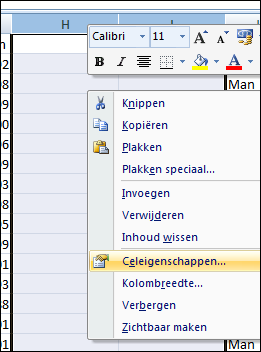 H
Calibri 11 A A
B A
Man
Knippen
Kopiëren
Plakken
Plakken speciaal...
Invoegen
Verwijderen
Inhoud wissen
Celeigenschappen...
Kolombreedte...
Verbergen
Zichtbaar maken
Man